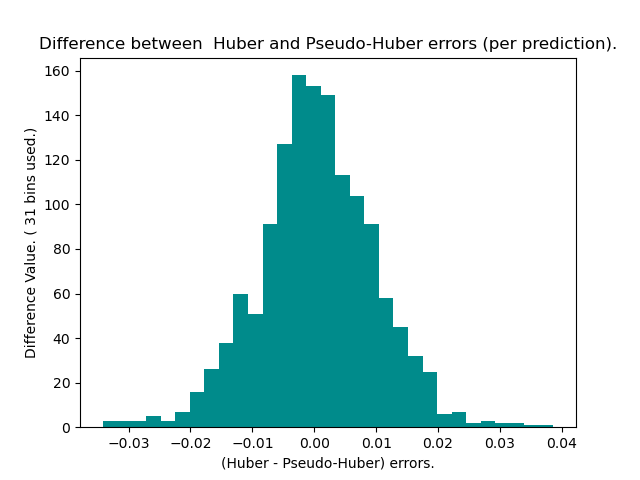 Difference between  Huber and Pseudo-Huber errors (per prediction).
160
140
120
100
80
60
40
20
0
Difference Value. ( 31 bins used.)
−0.03 −0.02 −0.01 0.00 0.01 0.02 0.03 0.04
(Huber - Pseudo-Huber) errors.